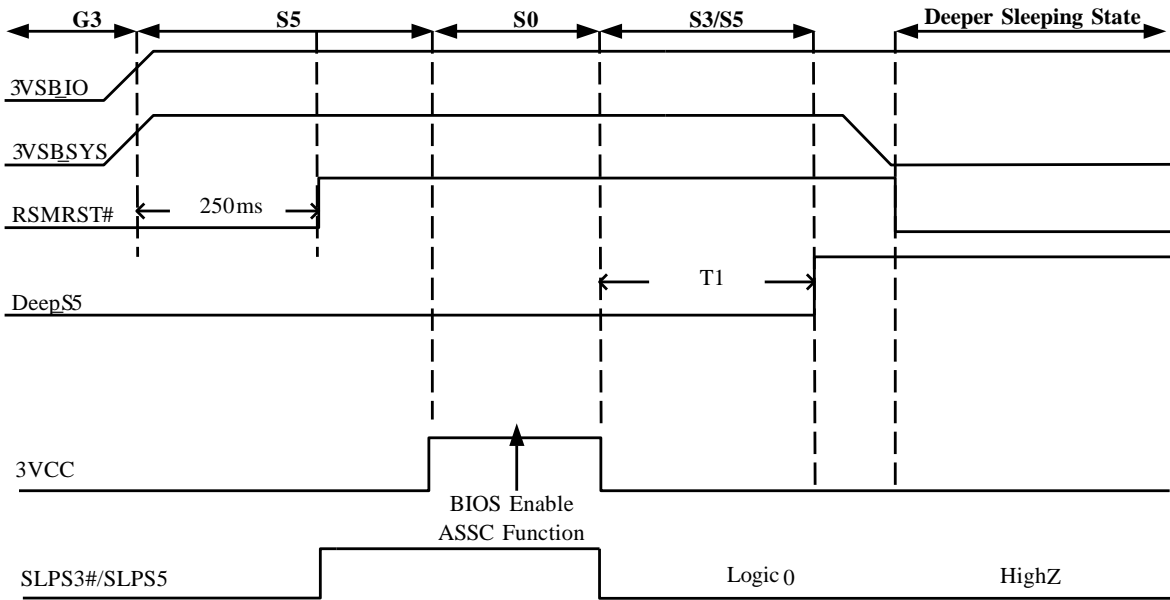 G3 S5 S0 S3/S5 Deeper Sleeping State
3VSB_IO
3VSB_SYS
250ms
RSMRST#
T1
Deep_S5
3VCC
BIOS Enable
ASSC Function
SLPS3#/SLPS5 Logic 0 HighZ